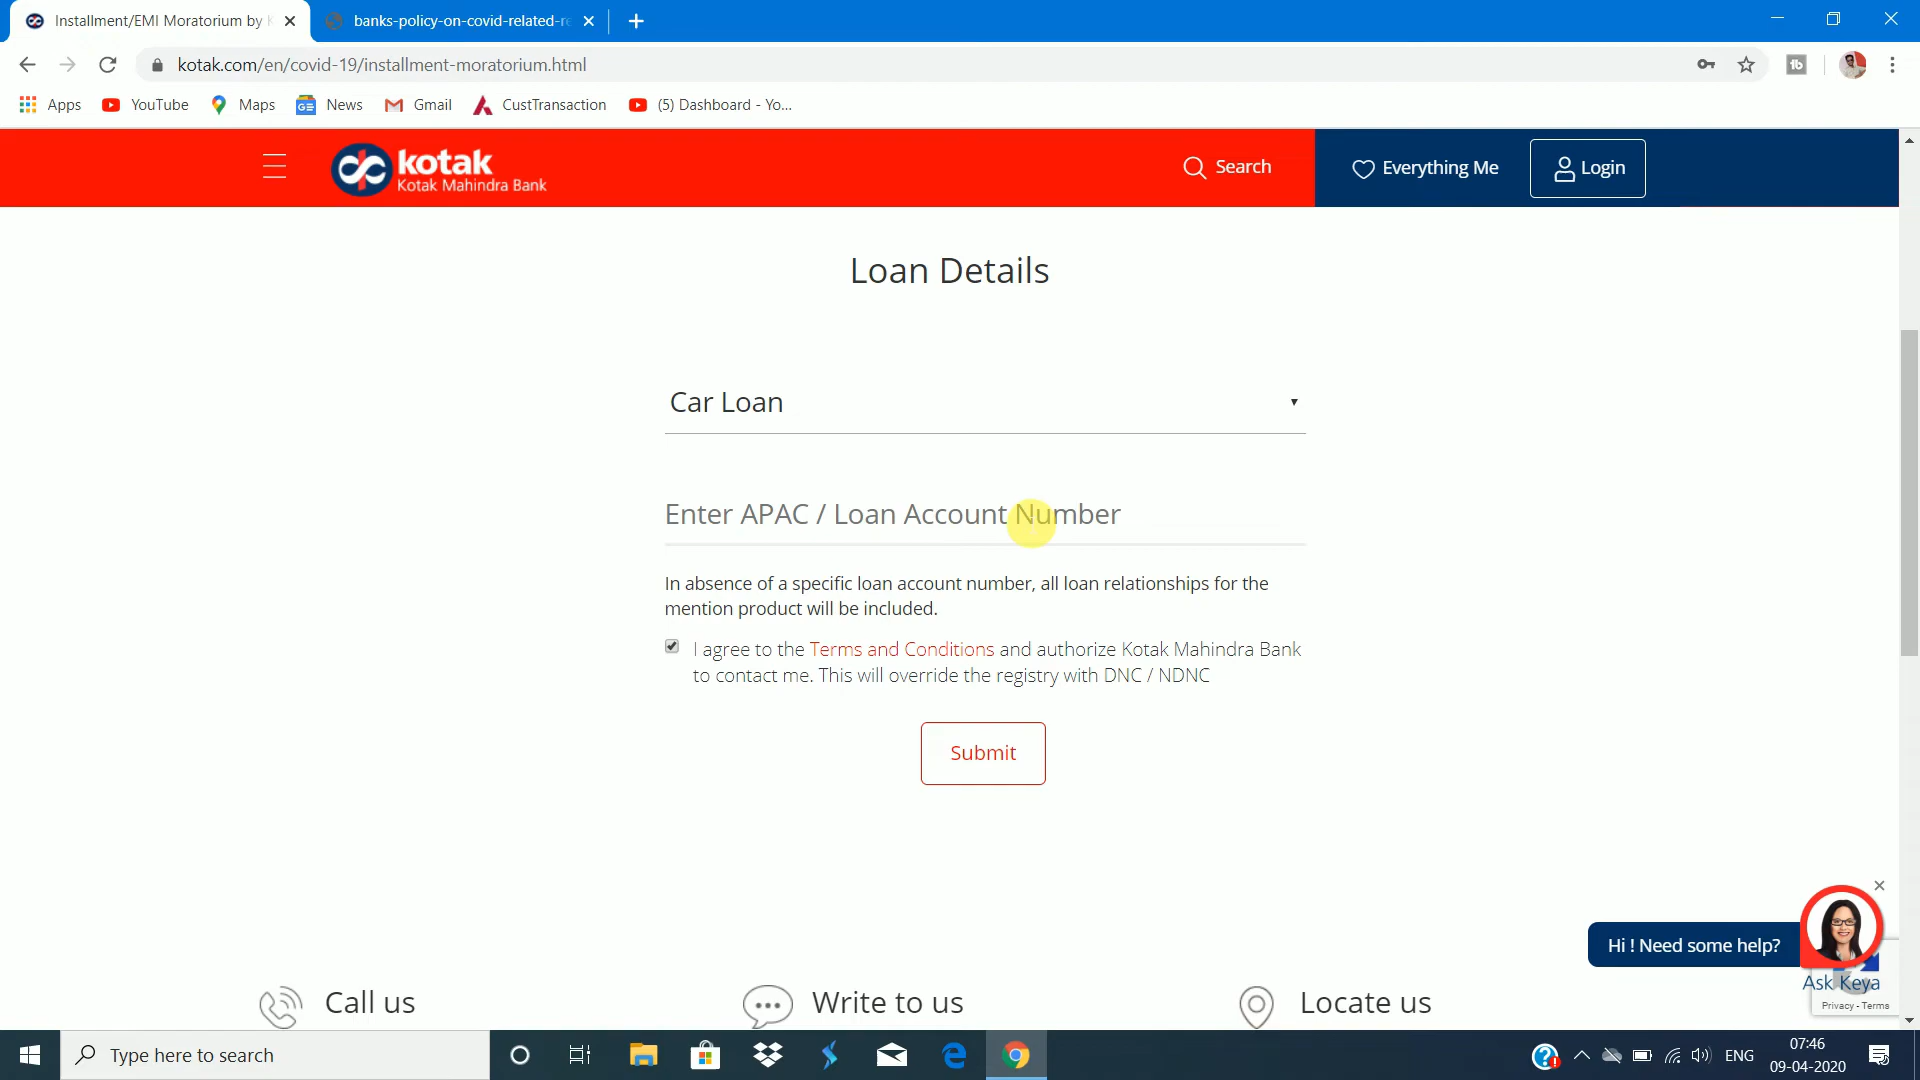 Installment/EMI Moratorium by K
banks-policy-on-covid-related-re
kotak.com/en/covid-19/installment-moratorium.html
Apps
YouTube
Maps
News
Gmail
CustTransaction
(5) Dashboard - Yo...
kotak
Kotak Mahindra Bank
Search
Everything Me
Login
Loan Details
Car Loan
Enter APAC / Loan Account Number
In absence of a specific loan account number, all loan relationships for the
mention product will be included.
I agree to the Terms and Conditions and authorize Kotak Mahindra Bank
to contact me. This will override the registry with DNC / NDNC
Submit
Hi ! Need some help?
Ask Keya
Privacy - Terms
Call us
Write to us
Locate us
Type here to search
ENG
07:46
09-04-2020